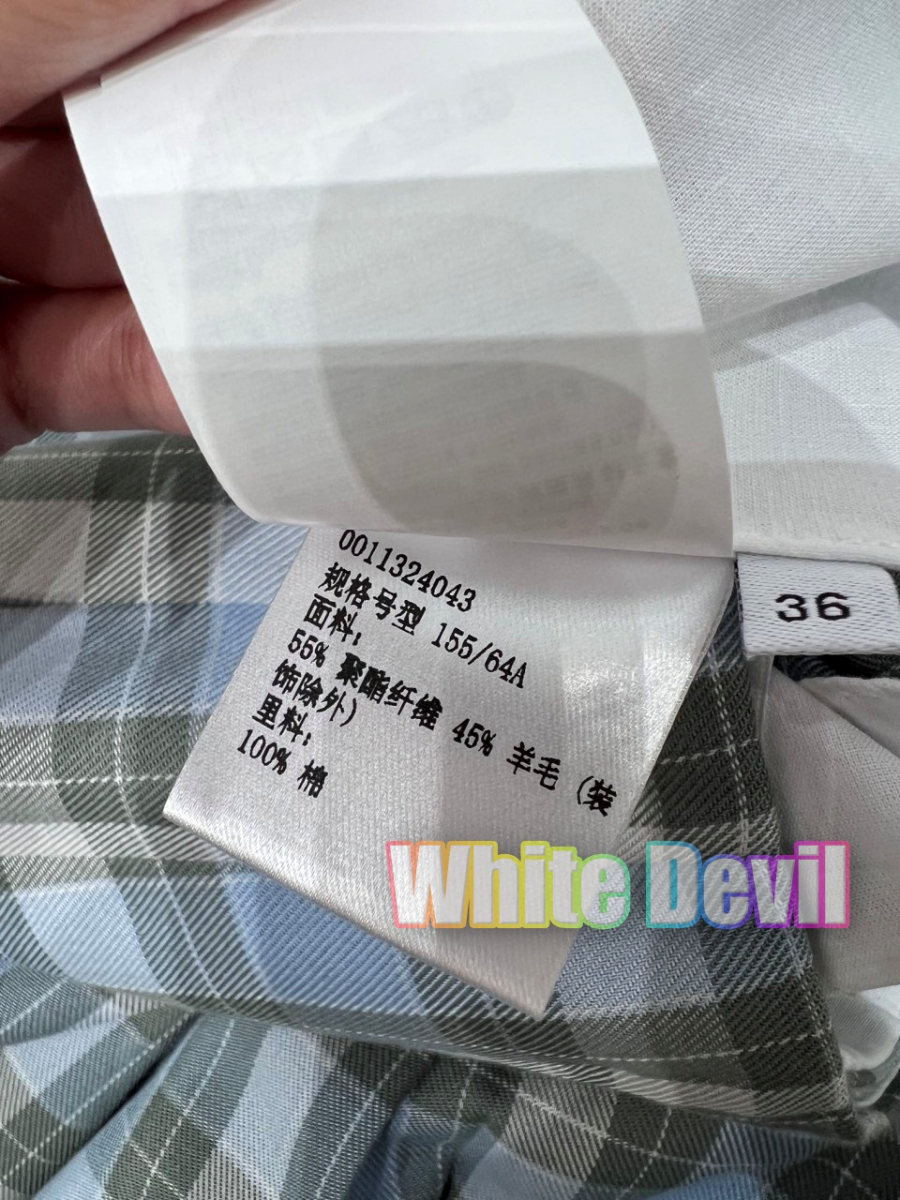 0011324043
规格号型 155/64A
面料:
55% 聚酯纤维 45% 羊毛 (装
饰除外)
里料:
100% 棉
36
White Devil